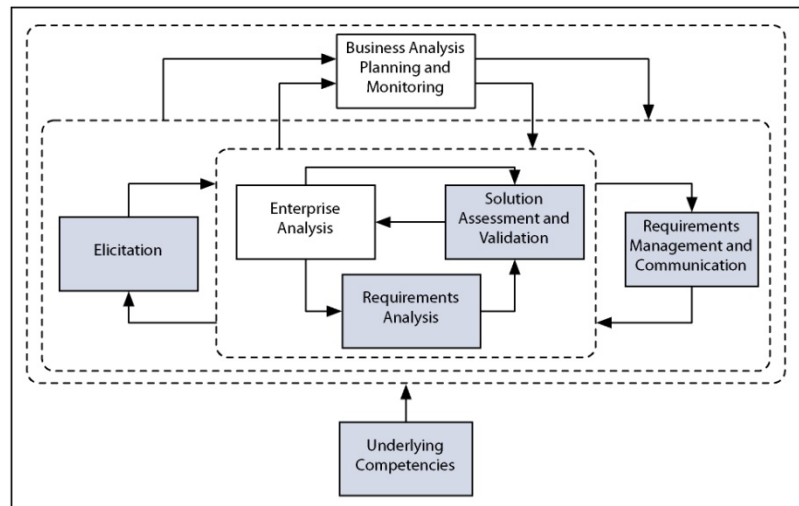 Business Analysis
Planning and
Monitoring
Enterprise
Analysis
Solution
Assessment and
Validation
Elicitation
Requirements
Management and
Communication
Requirements
Analysis
Underlying
Competencies